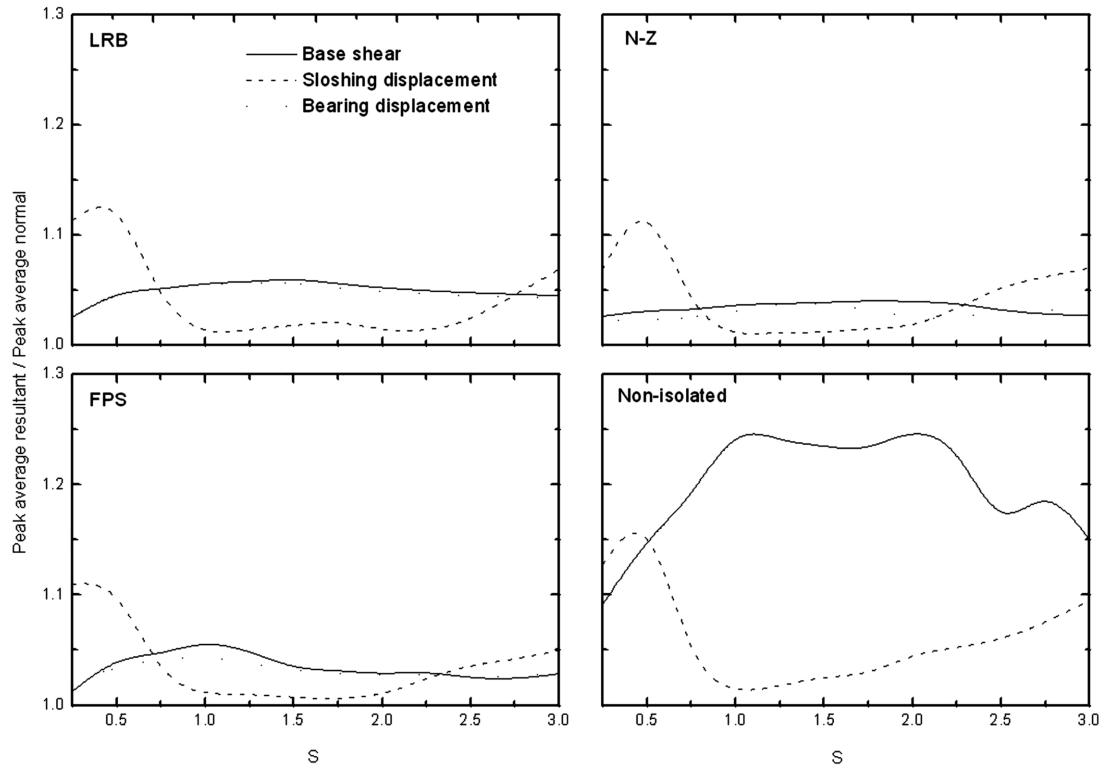 1.3
LRB
Base shear
Sloshing displacement
Bearing displacement
1.2
1.1
1.0
N-Z
Peak average resultant / Peak average normal
1.3
FPS
1.2
1.1
1.0
0.5 1.0 1.5 2.0 2.5 3.0
S
Non-isolated
0.5 1.0 1.5 2.0 2.5 3.0
S